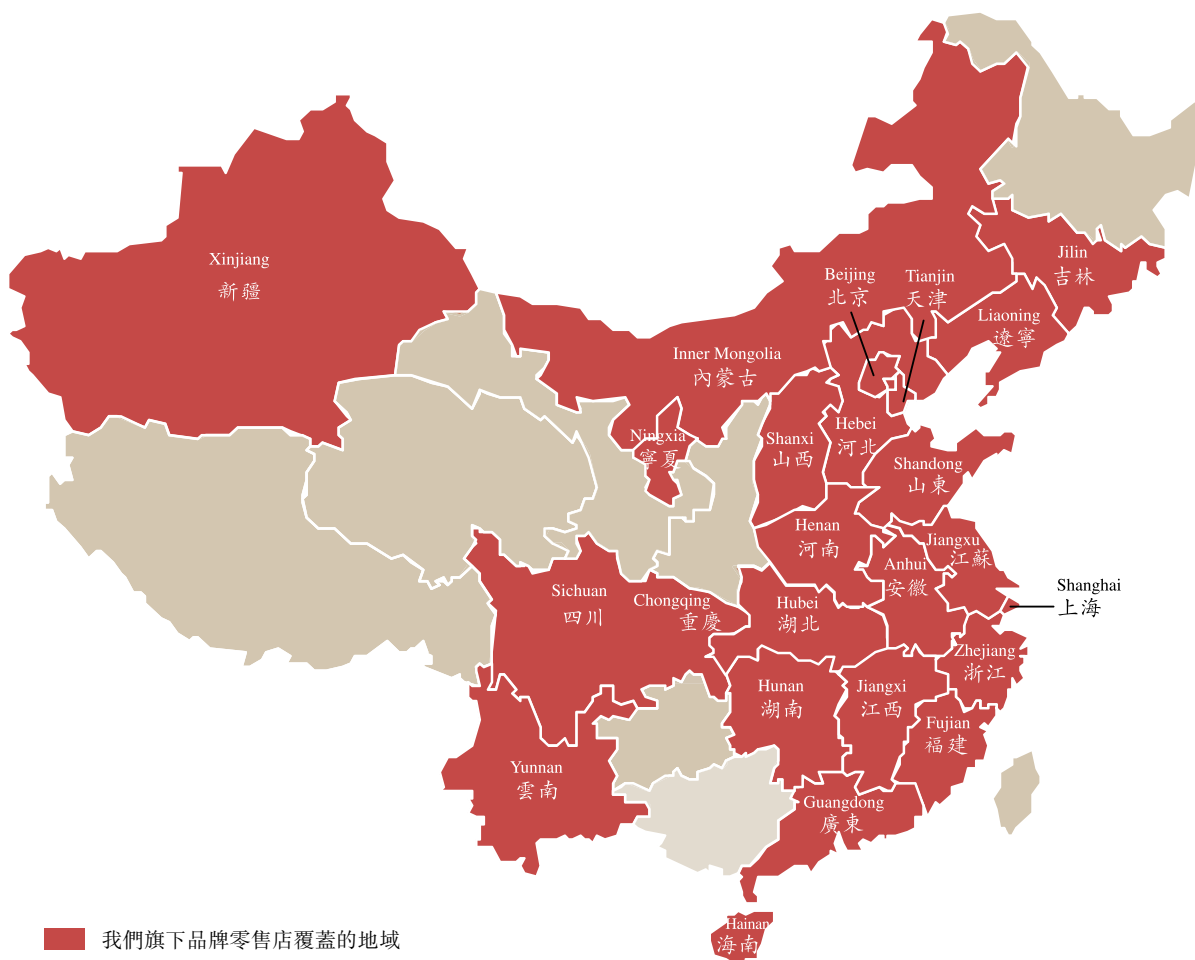 Xinjiang
新疆
Jilin
吉林
Beijing
北京
Tianjin
天津
Liaoning
遼寧
Inner Mongolia
內蒙古
Ningxia
寧夏
Shanxi
山西
Hebei
河北
Shandong
山東
Henan
河南
Jiangxu
江蘇
Anhui
安徽
Shanghai
上海
Sichuan
四川
Chongqing
重慶
Hubei
湖北
Zhejiang
浙江
Hunan
湖南
Jiangxi
江西
Fujian
福建
Yunnan
雲南
Guangdong
廣東
Hainan
海南
我們旗下品牌零售店覆蓋的地域